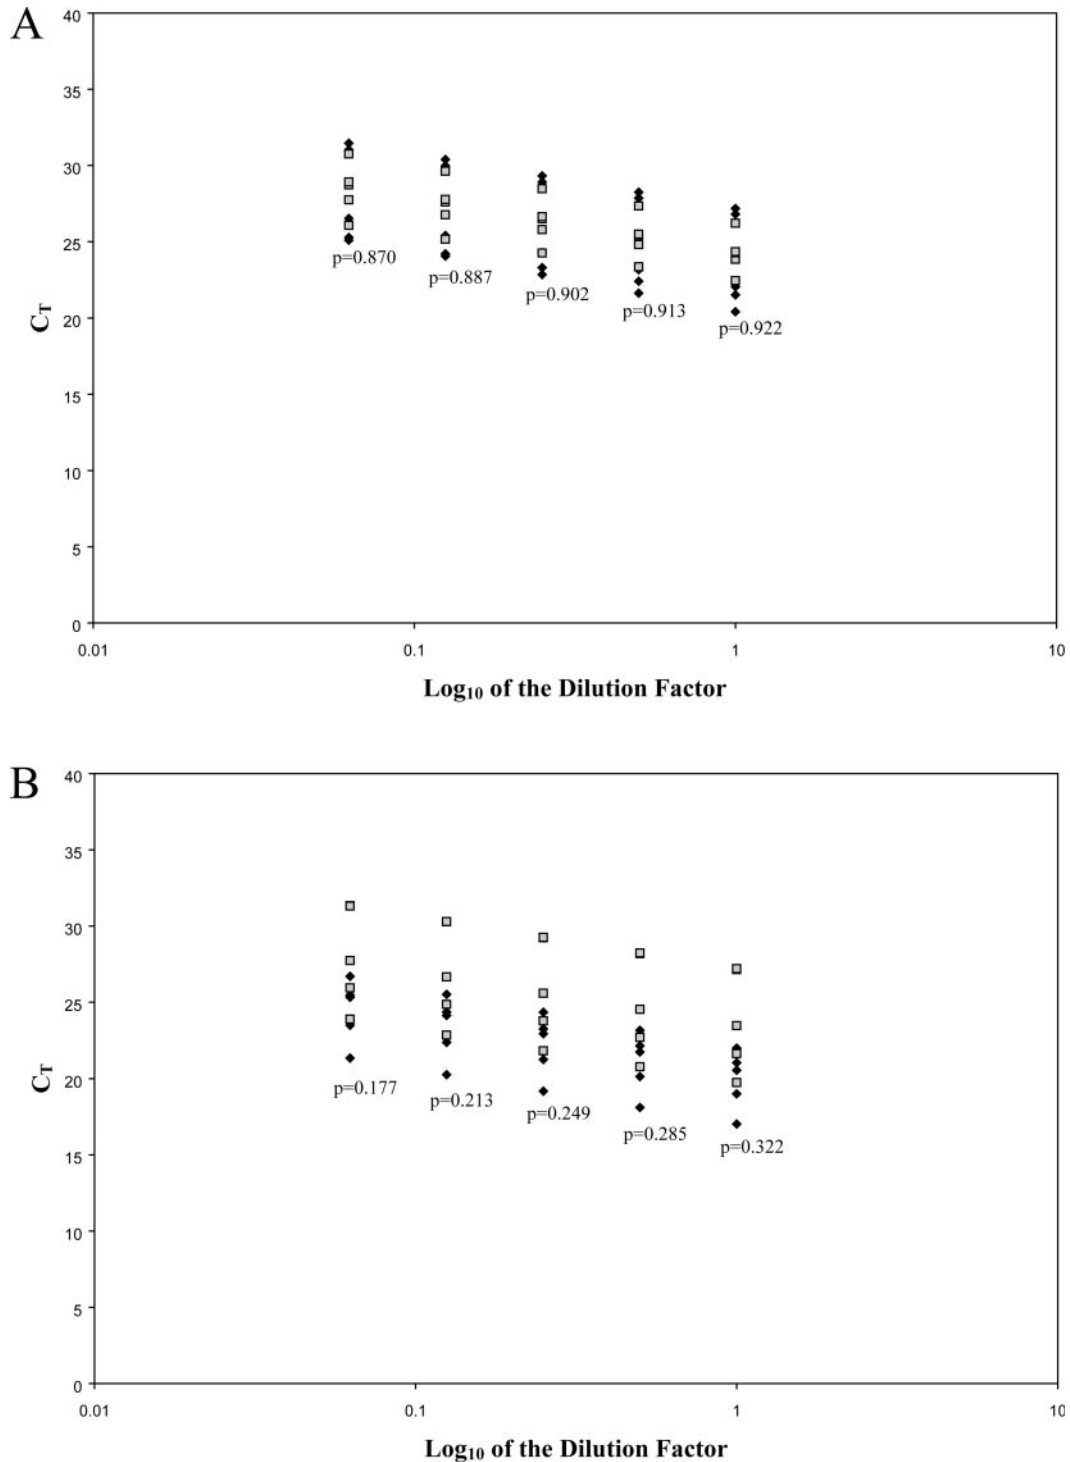 A
40
35
30
25
20
15
10
5
0
C_T
p=0.870
p=0.887
p=0.902
p=0.913
p=0.922
0.01 0.1 1 10
Log₁₀ of the Dilution Factor
B
40
35
30
25
20
15
10
5
0
C_T
p=0.177
p=0.213
p=0.249
p=0.285
p=0.322
0.01 0.1 1 10
Log₁₀ of the Dilution Factor